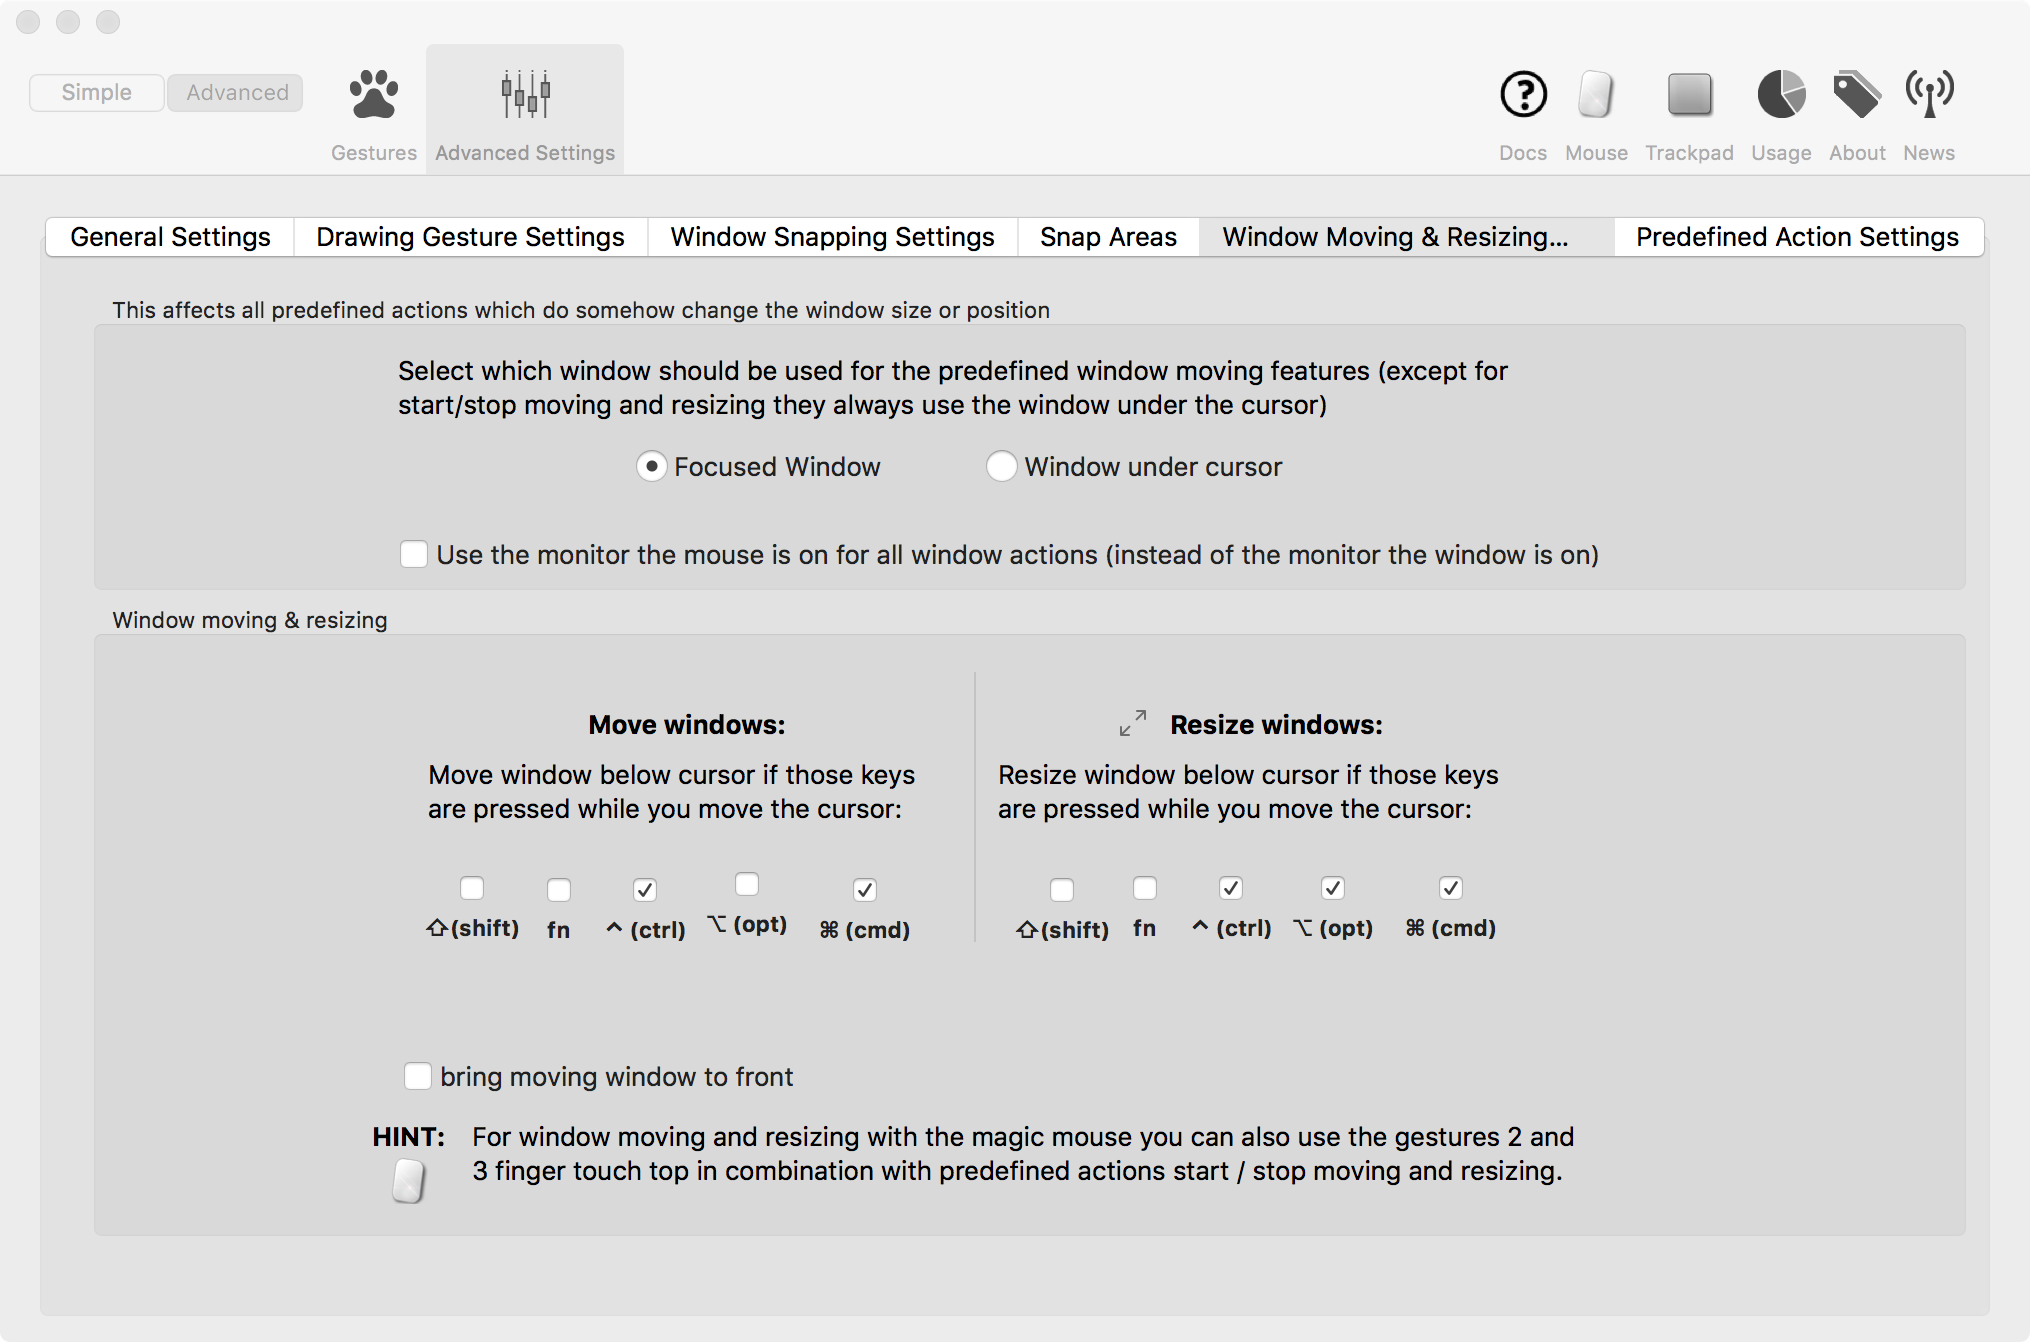 Simple
Advanced
Gestures
Advanced Settings
Docs
Mouse
Trackpad
Usage
About
News
General Settings
Drawing Gesture Settings
Window Snapping Settings
Snap Areas
Window Moving & Resizing...
Predefined Action Settings
This affects all predefined actions which do somehow change the window size or position
Select which window should be used for the predefined window moving features (except for
start/stop moving and resizing they always use the window under the cursor)
Focused Window
Window under cursor
Use the monitor the mouse is on for all window actions (instead of the monitor the window is on)
Window moving & resizing
Move windows:
Move window below cursor if those keys
are pressed while you move the cursor:
⇧(shift)
fn
^ (ctrl)
⌥ (opt)
⌘ (cmd)
Resize windows:
Resize window below cursor if those keys
are pressed while you move the cursor:
⇧(shift)
fn
^ (ctrl)
⌥ (opt)
⌘ (cmd)
bring moving window to front
HINT:
For window moving and resizing with the magic mouse you can also use the gestures 2 and
3 finger touch top in combination with predefined actions start / stop moving and resizing.